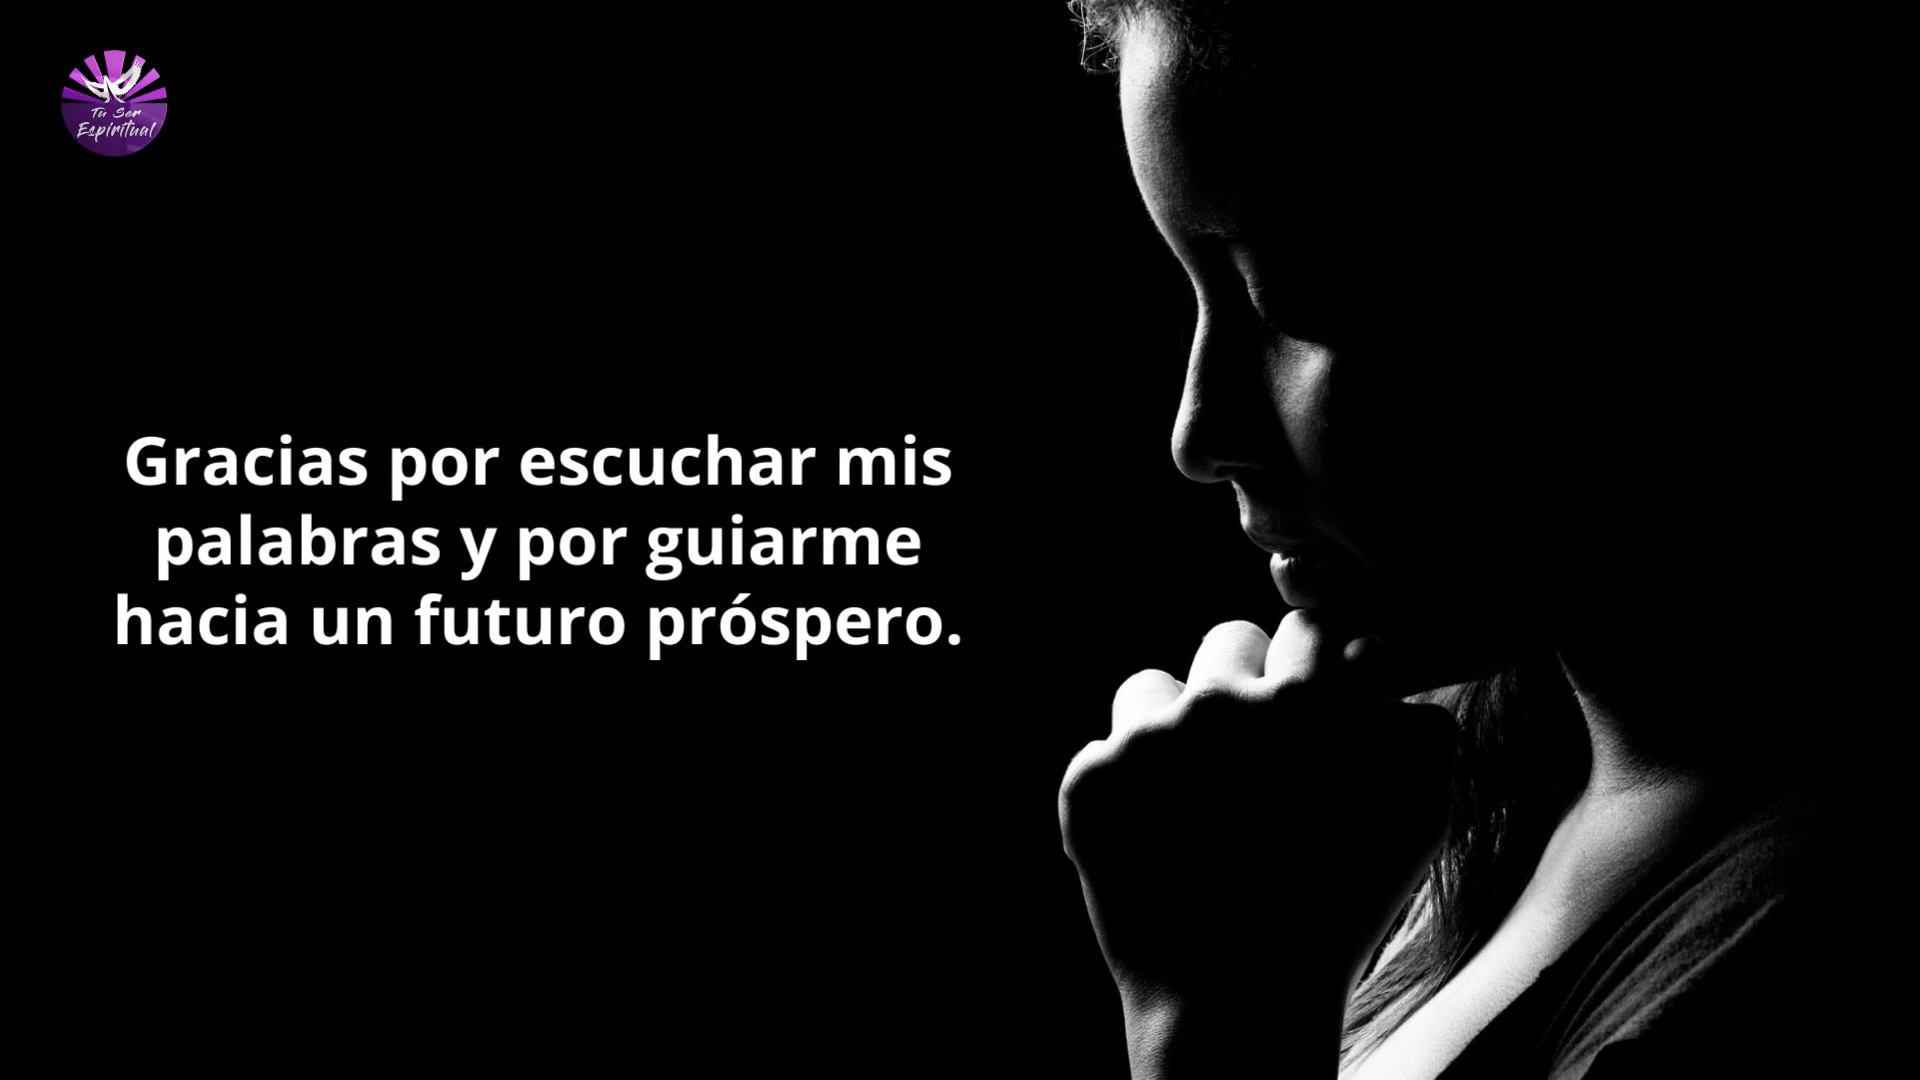 Tu Ser
Espiritual
Gracias por escuchar mis
palabras y por guiarme
hacia un futuro próspero.